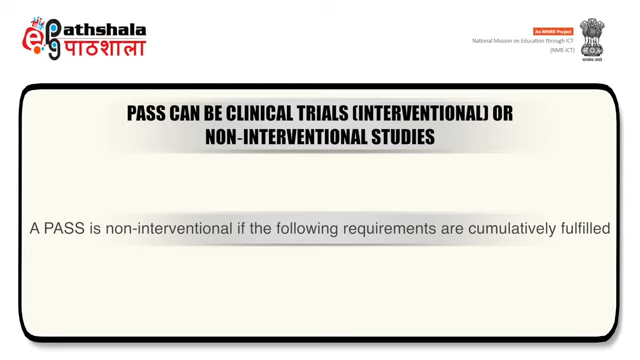 Pathshala
पाठशाला
An MHRD Project
National Mission on Education through ICT
(NME-ICT)
PASS CAN BE CLINICAL TRIALS (INTERVENTIONAL) OR
NON-INTERVENTIONAL STUDIES
A PASS is non-interventional if the following requirements are cumulatively fulfilled